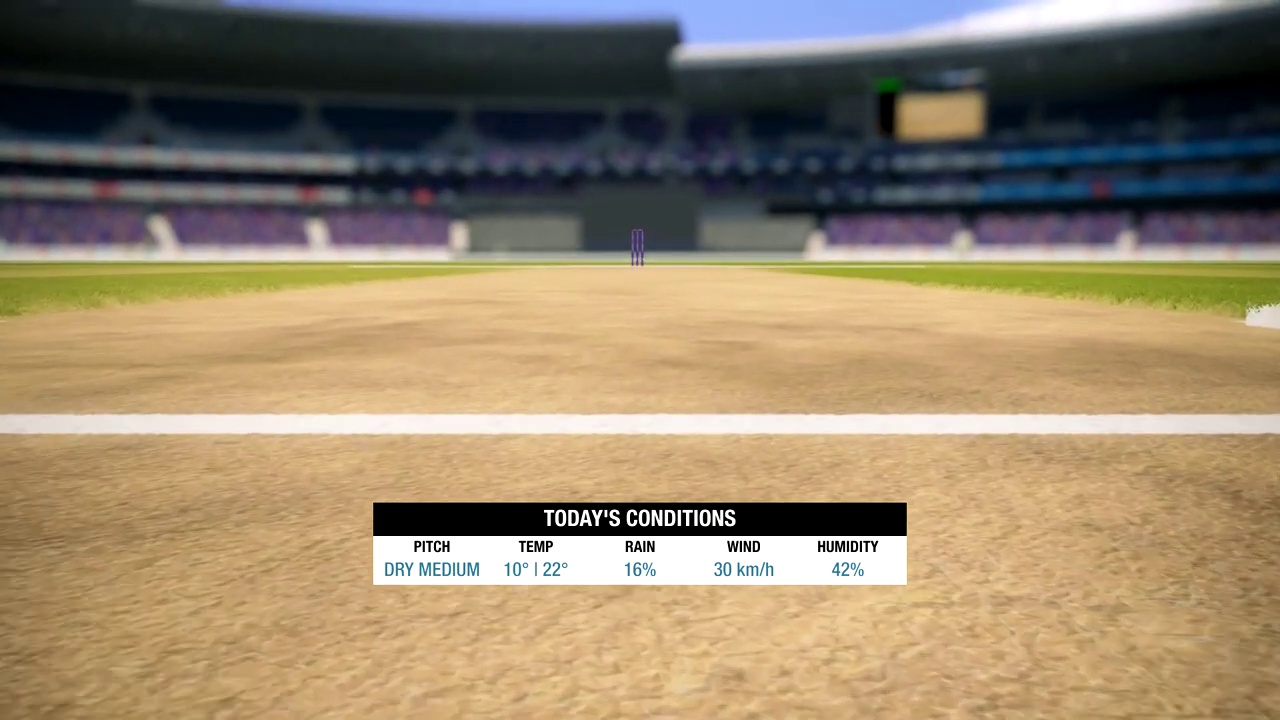 TODAY'S CONDITIONS
PITCH TEMP RAIN WIND HUMIDITY
DRY MEDIUM 10° | 22° 16% 30 km/h 42%